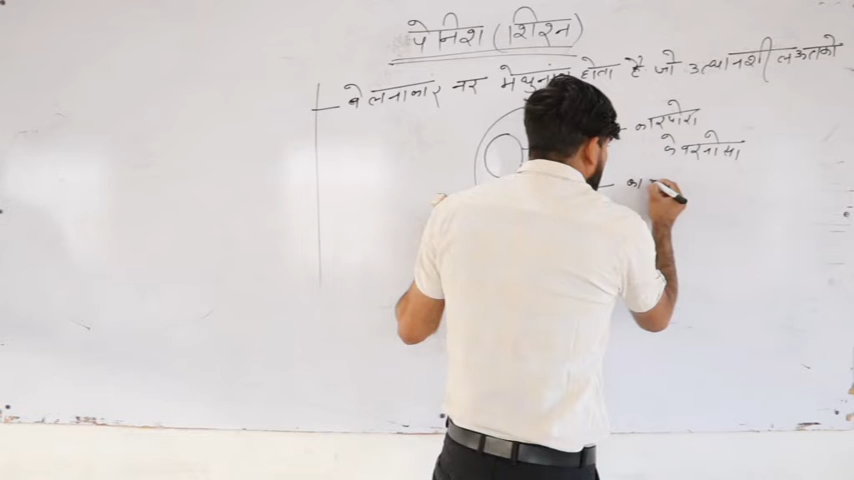 पेनिश (शिश्न)
बेलनाकार नर मैथुनांग होता है जो उत्थानशील ऊतको
कारपोरा
केवरनोसा
का